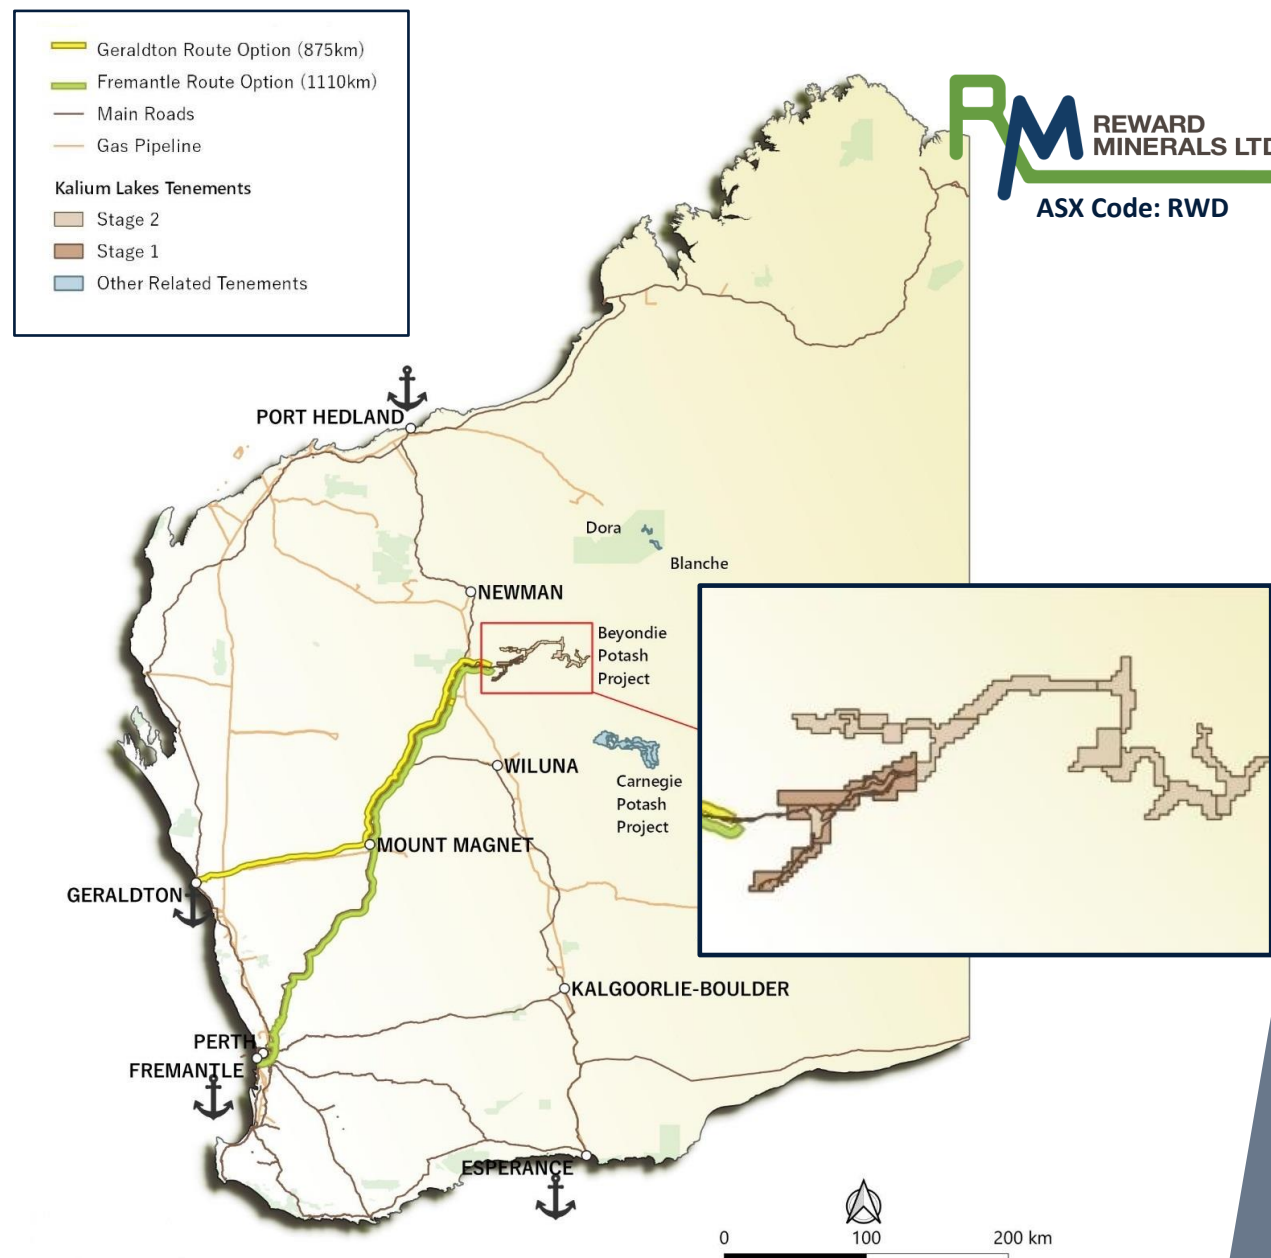 Geraldton Route Option (875km)
Fremantle Route Option (1110km)
Main Roads
Gas Pipeline
Kalium Lakes Tenements
Stage 2
Stage 1
Other Related Tenements
RM
REWARD
MINERALS LTD
ASX Code: RWD
PORT HEDLAND
Dora
Blanche
NEWMAN
Beyondie
Potash
Project
WILUNA
Carnegie
Potash
Project
MOUNT MAGNET
GERALDTON
KALGOORLIE-BOULDER
PERTH
FREMANTLE
ESPERANCE
0 100 200 km